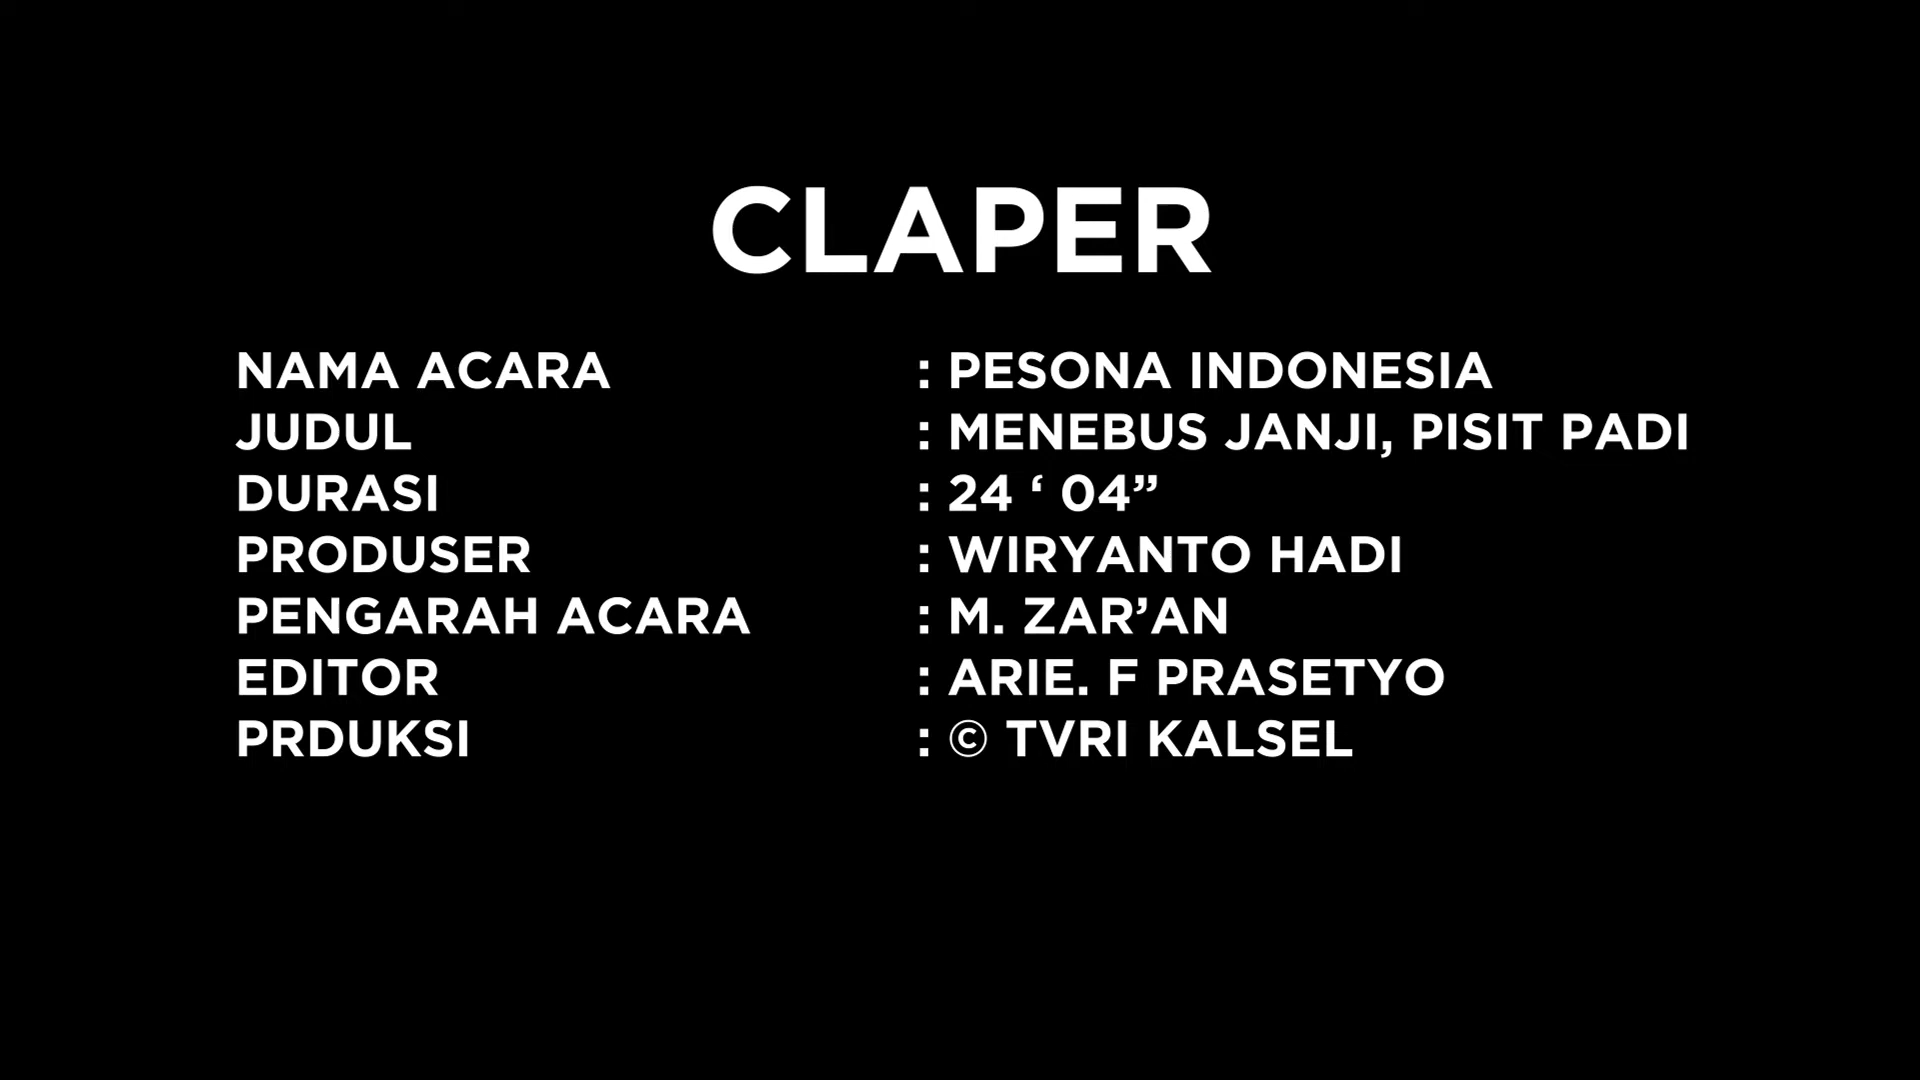 CLAPER
NAMA ACARA : PESONA INDONESIA
JUDUL : MENEBUS JANJI, PISIT PADI
DURASI : 24 ‘ 04”
PRODUSER : WIRYANTO HADI
PENGARAH ACARA : M. ZAR’AN
EDITOR : ARIE. F PRASETYO
PRDUKSI : © TVRI KALSEL